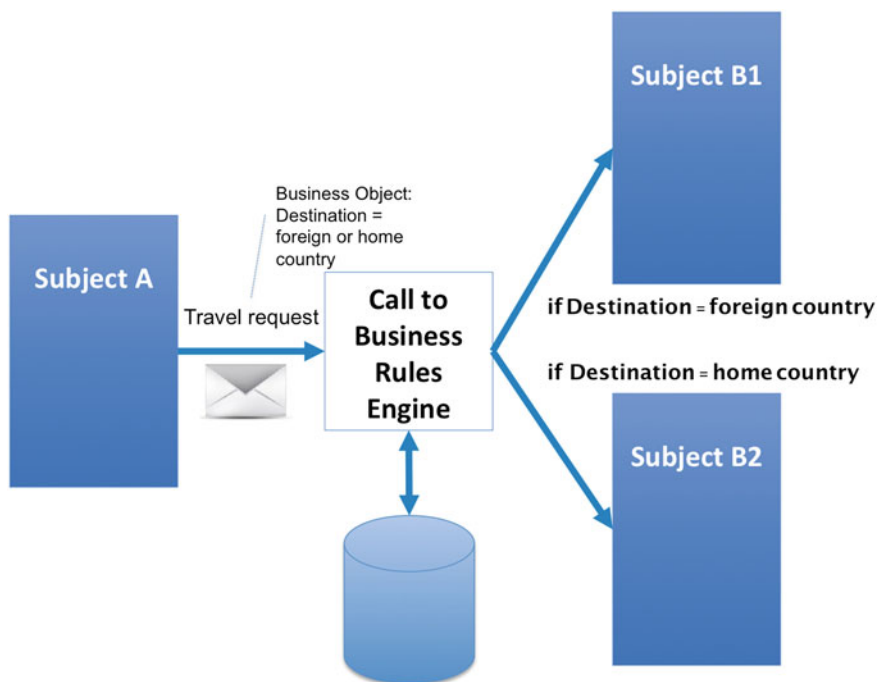 Subject A
Business Object:
Destination =
foreign or home
country
Travel request
Call to
Business
Rules
Engine
Subject B1
if Destination = foreign country
if Destination = home country
Subject B2